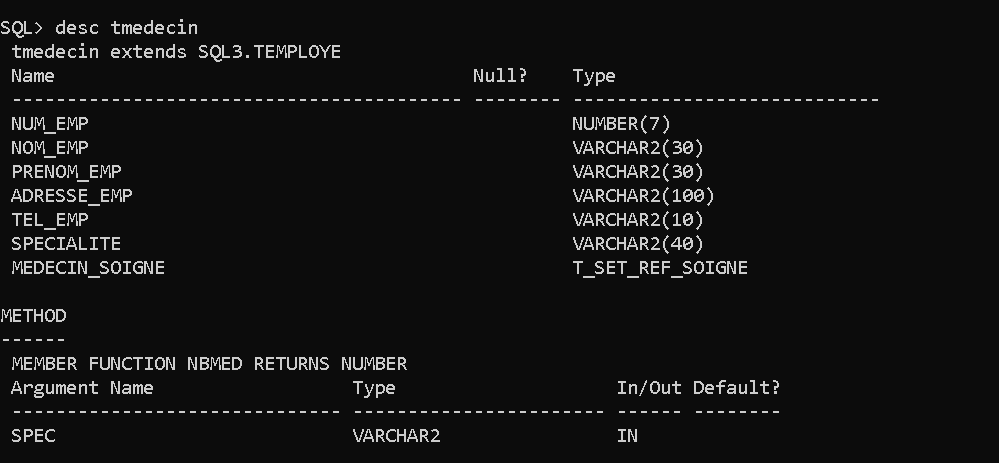 SQL> desc tmedecin
 tmedecin extends SQL3.TEMPLOYE
 Name                                      Null?    Type
 ----------------------------------------- -------- ----------------------------
 NUM_EMP                                            NUMBER(7)
 NOM_EMP                                            VARCHAR2(30)
 PRENOM_EMP                                         VARCHAR2(30)
 ADRESSE_EMP                                        VARCHAR2(100)
 TEL_EMP                                            VARCHAR2(10)
 SPECIALITE                                         VARCHAR2(40)
 MEDECIN_SOIGNE                                     T_SET_REF_SOIGNE

METHOD
------
 MEMBER FUNCTION NBMED RETURNS NUMBER
 Argument Name                  Type                    In/Out Default?
 ------------------------------ ----------------------- ------ --------
 SPEC                           VARCHAR2                IN